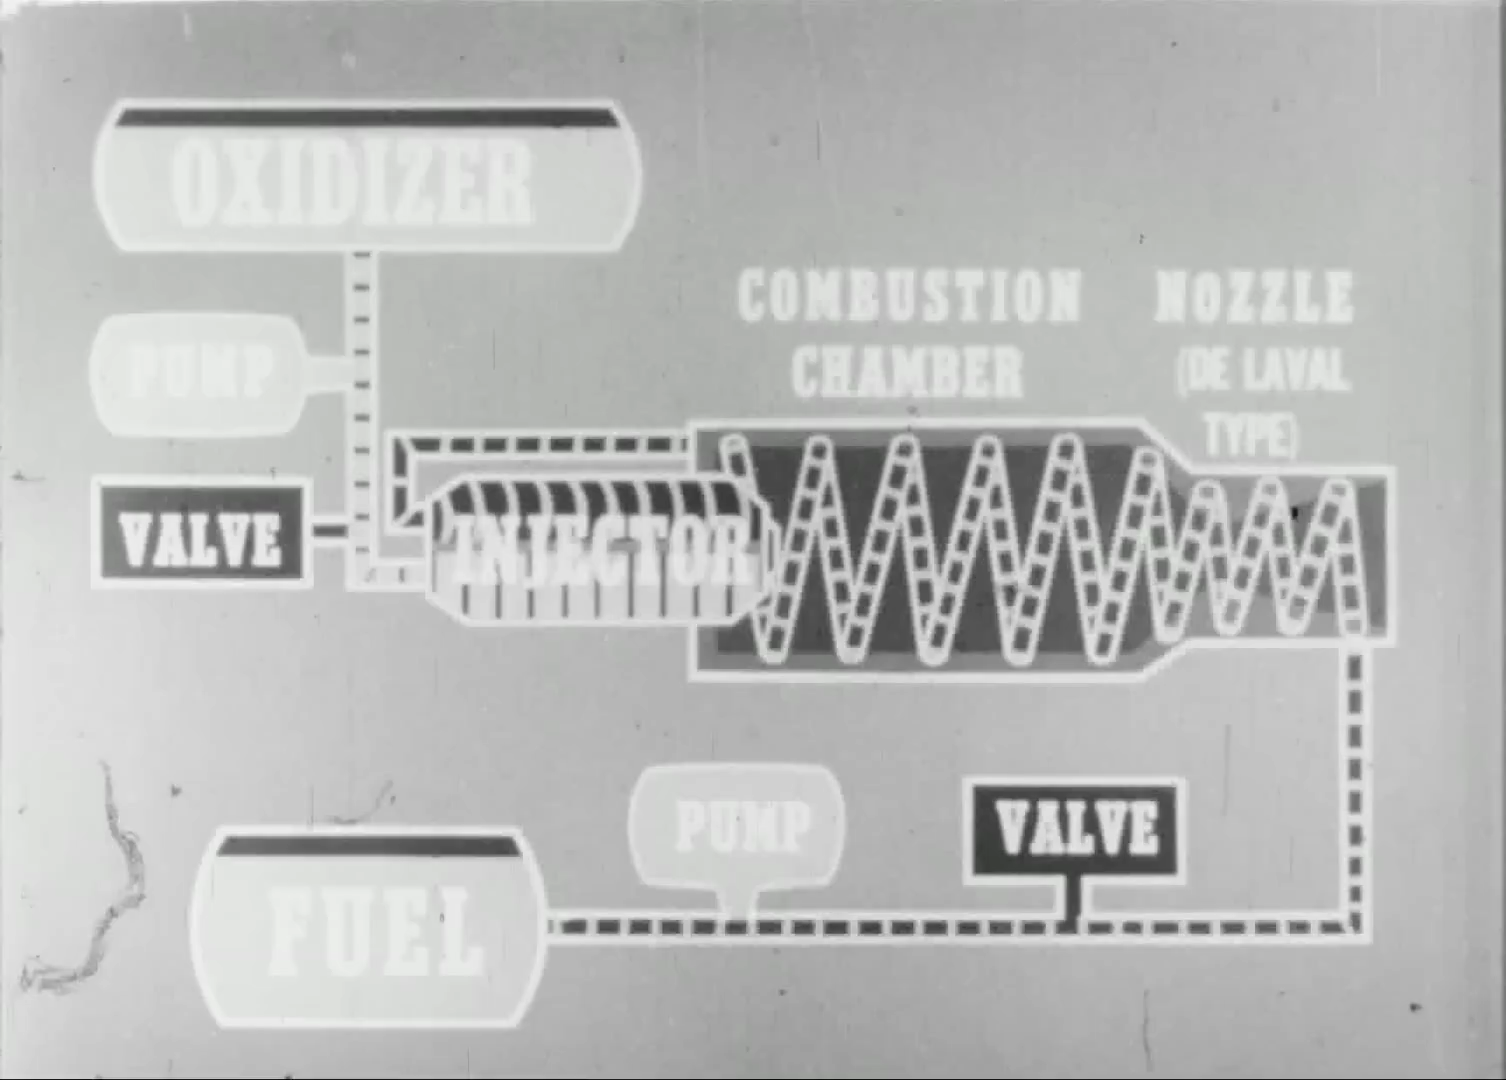 OXIDIZER
PUMP
VALVE
INJECTOR
COMBUSTION
CHAMBER
NOZZLE
(DE LAVAL
TYPE)
PUMP
VALVE
FUEL